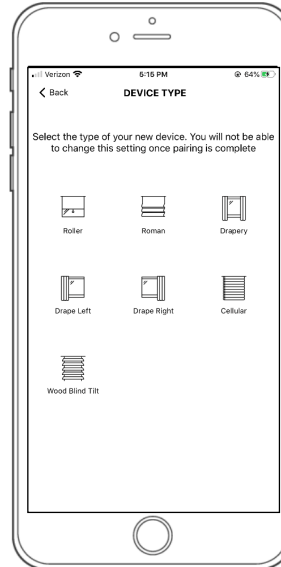 Verizon 5:15 PM 64%
Back DEVICE TYPE
Select the type of your new device. You will not be able
to change this setting once pairing is complete
Roller Roman Drapery
Drape Left Drape Right Cellular
Wood Blind Tilt